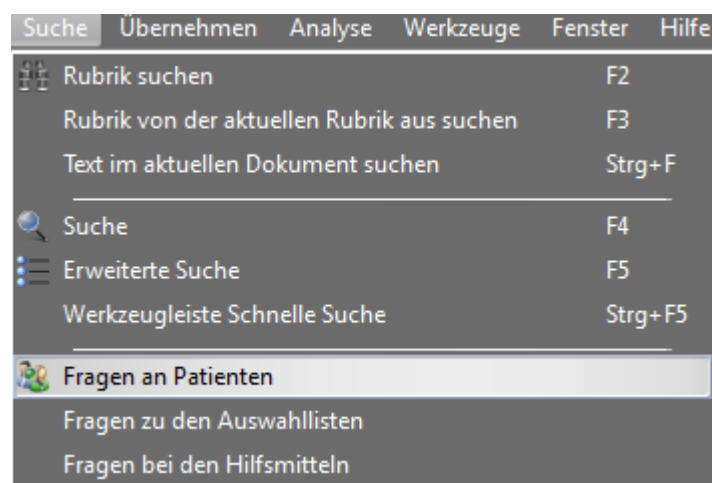 Suche Übernehmen Analyse Werkzeuge Fenster Hilfe
Rubrik suchen F2
Rubrik von der aktuellen Rubrik aus suchen F3
Text im aktuellen Dokument suchen Strg+F
Suche F4
Erweiterte Suche F5
Werkzeugleiste Schnelle Suche Strg+F5
Fragen an Patienten
Fragen zu den Auswahllisten
Fragen bei den Hilfsmitteln